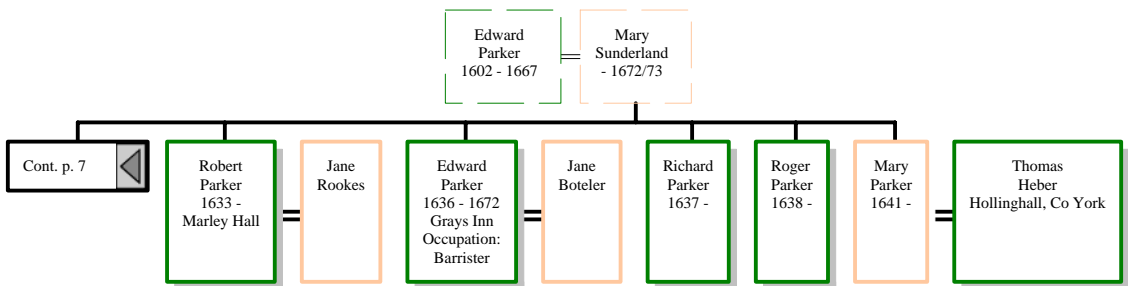 Edward
Parker
1602 - 1667
Mary
Sunderland
- 1672/73
Cont. p. 7
Robert
Parker
1633 -
Marley Hall
Jane
Rookes
Edward
Parker
1636 - 1672
Grays Inn
Occupation:
Barrister
Jane
Boteler
Richard
Parker
1637 -
Roger
Parker
1638 -
Mary
Parker
1641 -
Thomas
Heber
Hollinghall, Co York